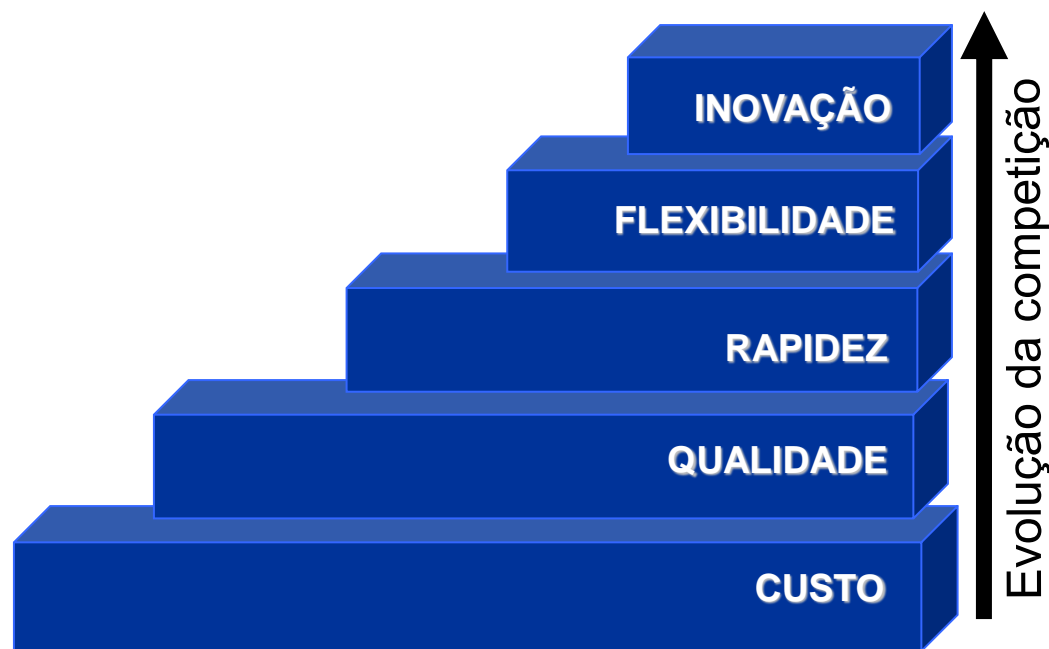 INOVAÇÃO
FLEXIBILIDADE
RAPIDEZ
QUALIDADE
CUSTO
Evolução da competição